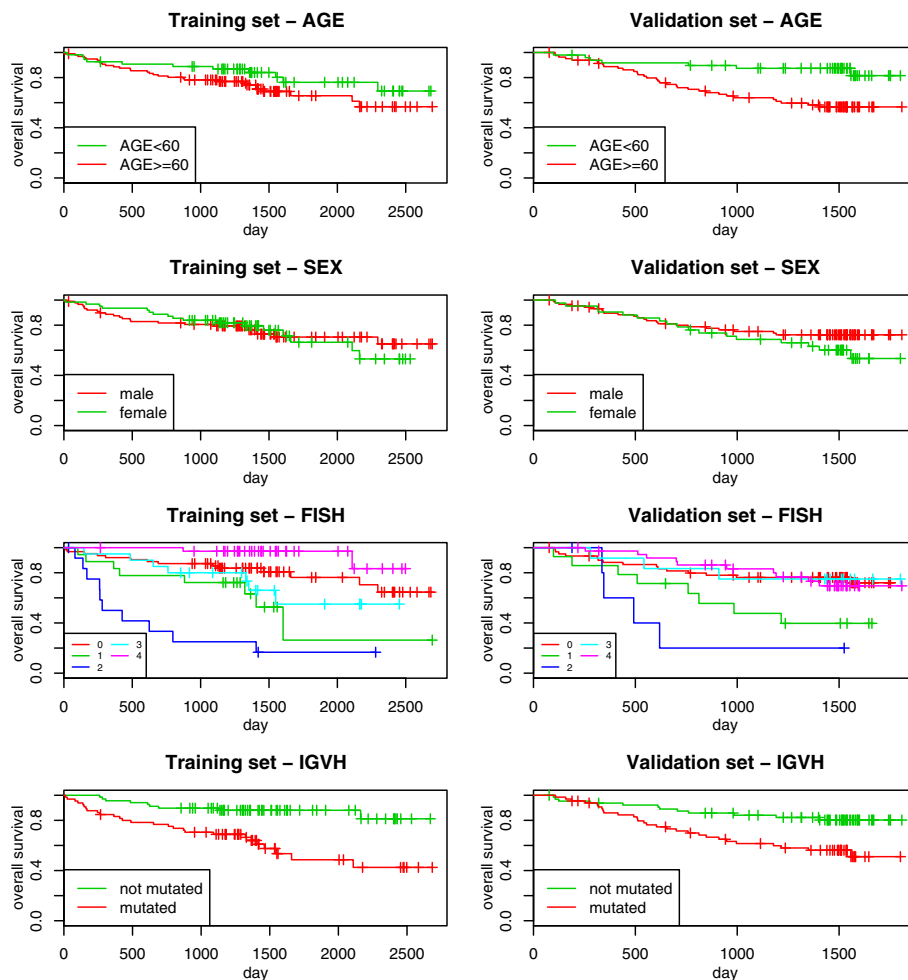 Training set – AGE
overall survival
0.0 0.4 0.8
AGE<60
AGE>=60
0 500 1000 1500 2000 2500
day
Validation set – AGE
overall survival
0.0 0.4 0.8
AGE<60
AGE>=60
0 500 1000 1500
day
Training set – SEX
overall survival
0.0 0.4 0.8
male
female
0 500 1000 1500 2000 2500
day
Validation set – SEX
overall survival
0.0 0.4 0.8
male
female
0 500 1000 1500
day
Training set – FISH
overall survival
0.0 0.4 0.8
0 3
1 4
2
0 500 1000 1500 2000 2500
day
Validation set – FISH
overall survival
0.0 0.4 0.8
0 3
1 4
2
0 500 1000 1500
day
Training set – IGVH
overall survival
0.0 0.4 0.8
not mutated
mutated
0 500 1000 1500 2000 2500
day
Validation set – IGVH
overall survival
0.0 0.4 0.8
not mutated
mutated
0 500 1000 1500
day